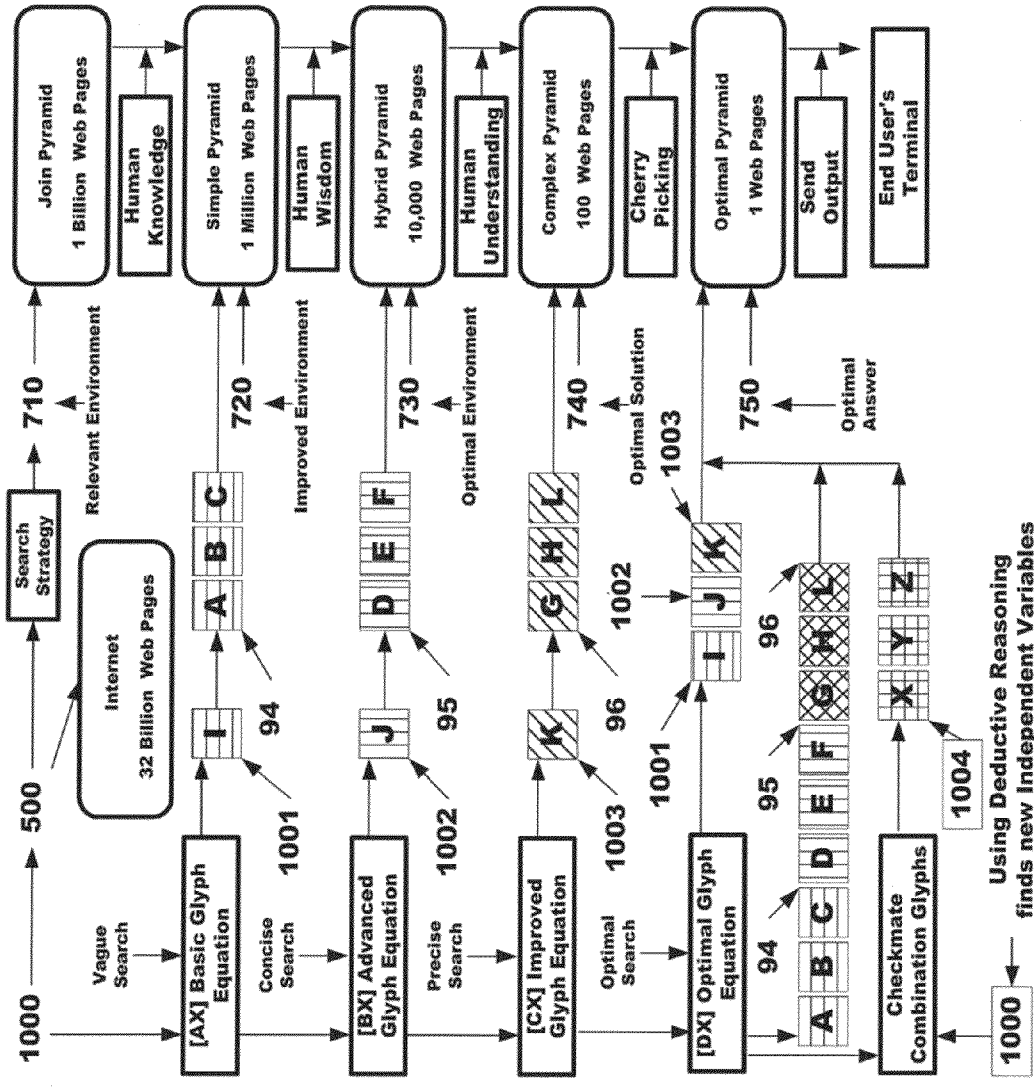 1000
500
Search
Strategy
710
Relevant Environment
Join Pyramid
1 Billion Web Pages
Internet
32 Billion Web Pages
Human
Knowledge
Vague
Search
[AX] Basic Glyph
Equation
I
A
B
C
1001
94
720
Improved Environment
Simple Pyramid
1 Million Web Pages
Human
Wisdom
Concise
Search
[BX] Advanced
Glyph Equation
J
D
E
F
1002
95
730
Optimal Environment
Hybrid Pyramid
10,000 Web Pages
Human
Understanding
Precise
Search
[CX] Improved
Glyph Equation
K
G
H
L
1003
96
740
Optimal Solution
Complex Pyramid
100 Web Pages
Cherry
Picking
Optimal
Search
[DX] Optimal Glyph
Equation
1001
I
1002
J
1003
K
750
Optimal
Answer
Optimal Pyramid
1 Web Pages
Send
Output
94
95
96
A
B
C
D
E
F
G
H
L
End User's
Terminal
Checkmate
Combination Glyphs
X
Y
Z
1004
1000
Using Deductive Reasoning
finds new Independent Variables